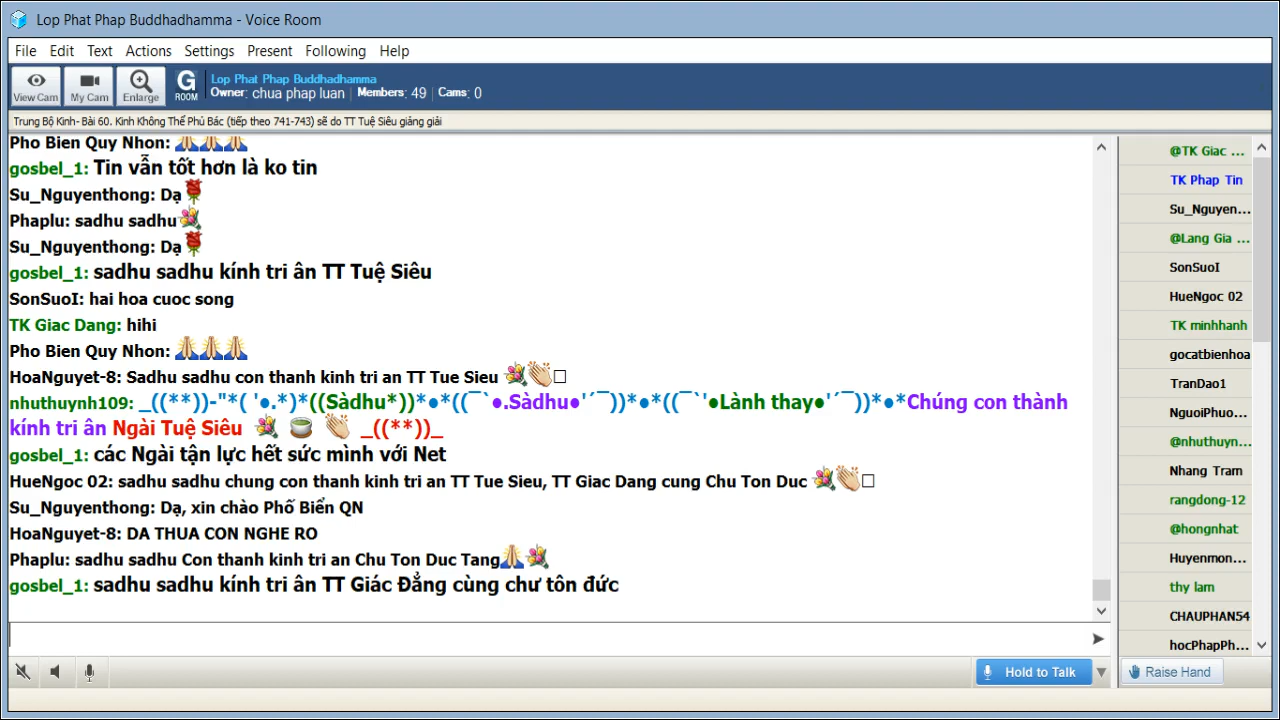 Lop Phat Phap Buddhadhamma - Voice Room
File Edit Text Actions Settings Present Following Help
View Cam My Cam Enlarge G ROOM
Lop Phat Phap Buddhadhamma
Owner: chua phap luan | Members: 49 | Cams: 0
Trung Bộ Kinh- Bài 60. Kinh Không Thể Phủ Bác (tiếp theo 741-743) sẽ do TT Tuệ Siêu giảng giải
Pho Bien Quy Nhon: 🙏🙏🙏
gosbel_1: Tin vẫn tốt hơn là ko tin
Su_Nguyenthong: Dạ🌹
Phaplu: sadhu sadhu💐
Su_Nguyenthong: Dạ🌹
gosbel_1: sadhu sadhu kính tri ân TT Tuệ Siêu
SonSuoI: hai hoa cuoc song
TK Giac Dang: hihi
Pho Bien Quy Nhon: 🙏🙏🙏
HoaNguyet-8: Sadhu sadhu con thanh kinh tri an TT Tue Sieu 💐👏□
nhuthuynh109: _((**))-"*( '●.*)*((Sàdhu*))*●*((¯`●.Sàdhu●'´¯))*●*((¯`'●Lành thay●'´¯))*●*Chúng con thành
kính tri ân Ngài Tuệ Siêu 💐 🍵 👏 _((**))_
gosbel_1: các Ngài tận lực hết sức mình với Net
HueNgoc 02: sadhu sadhu chung con thanh kinh tri an TT Tue Sieu, TT Giac Dang cung Chu Ton Duc 💐👏□
Su_Nguyenthong: Dạ, xin chào Phố Biển QN
HoaNguyet-8: DA THUA CON NGHE RO
Phaplu: sadhu sadhu Con thanh kinh tri an Chu Ton Duc Tang🙏💐
gosbel_1: sadhu sadhu kính tri ân TT Giác Đẳng cùng chư tôn đức
Hold to Talk
@TK Giac ...
TK Phap Tin
Su_Nguyen...
@Lang Gia ...
SonSuoI
HueNgoc 02
TK minhhanh
gocatbienhoa
TranDao1
NguoiPhuo...
@nhuthuyn...
Nhang Tram
rangdong-12
@hongnhat
Huyenmon...
thy lam
CHAUPHAN54
hocPhapPh...
Raise Hand